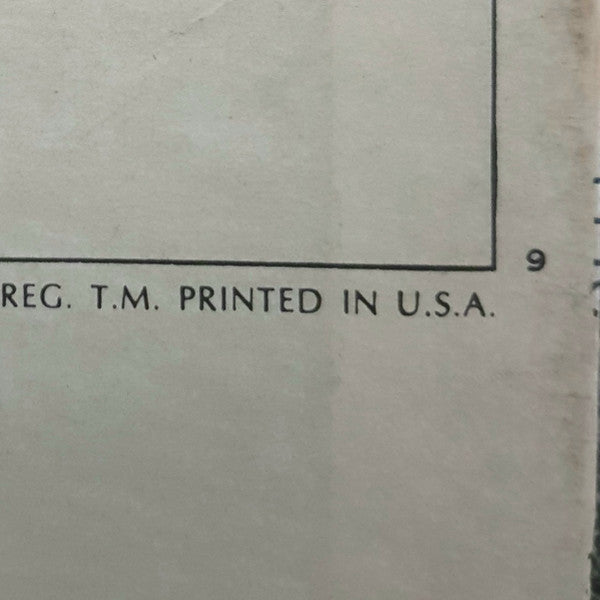 9
REG. T.M. PRINTED IN U.S.A.